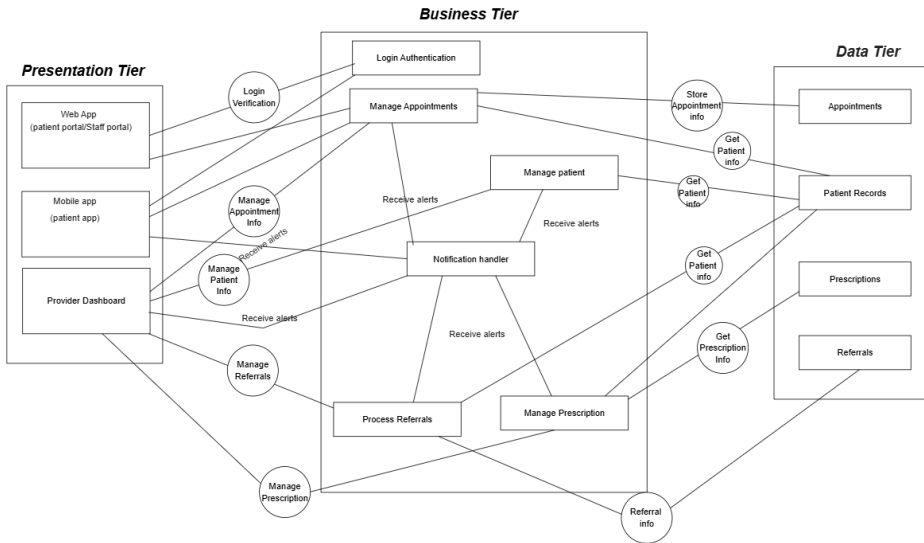 Business Tier
Presentation Tier
Data Tier
Web App
(patient portal/Staff portal)
Mobile app
(patient app)
Provider Dashboard
Login
Verification
Manage
Appointment
Info
Receive alerts
Manage
Patient
Info
Receive alerts
Manage
Referrals
Manage
Prescription
Login Authentication
Manage Appointments
Manage patient
Receive alerts
Receive alerts
Notification handler
Receive alerts
Process Referrals
Manage Prescription
Store
Appointment
info
Get
Patient
info
Get
Patient
info
Get
Patient
info
Get
Prescription
Info
Referral
info
Appointments
Patient Records
Prescriptions
Referrals